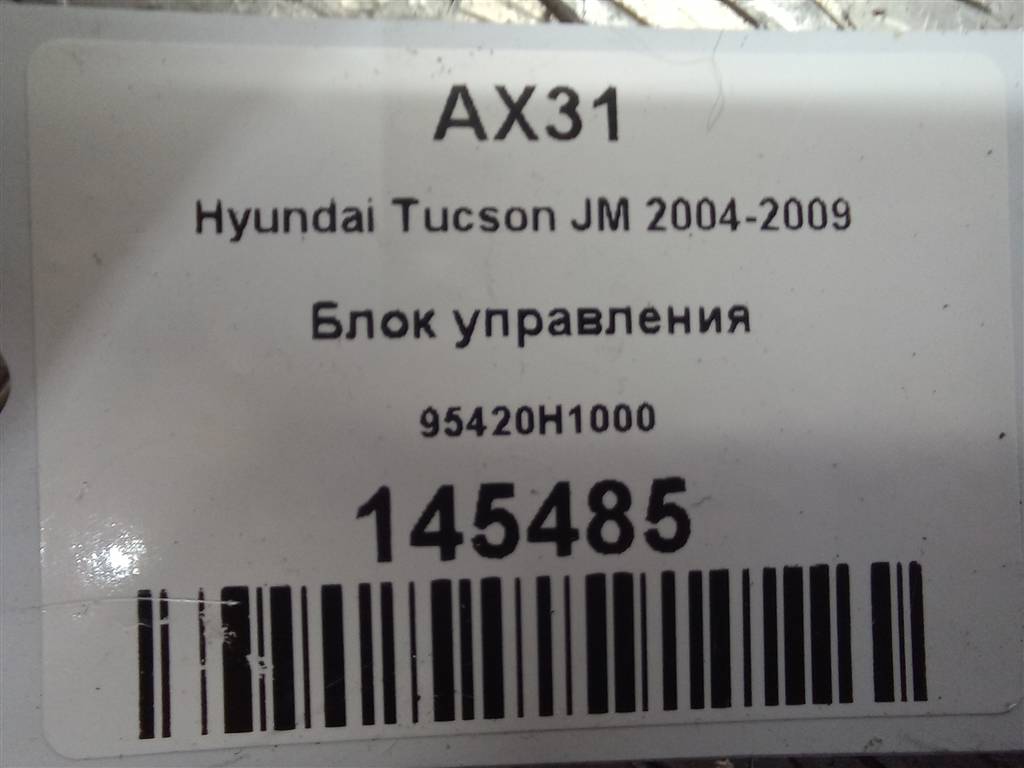 AX31
Hyundai Tucson JM 2004-2009
Блок управления
95420H1000
145485